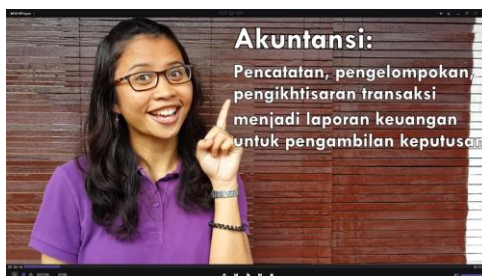 Akuntansi:
Pencatatan, pengelompokan,
pengikhtisaran transaksi
menjadi laporan keuangan
untuk pengambilan keputusan